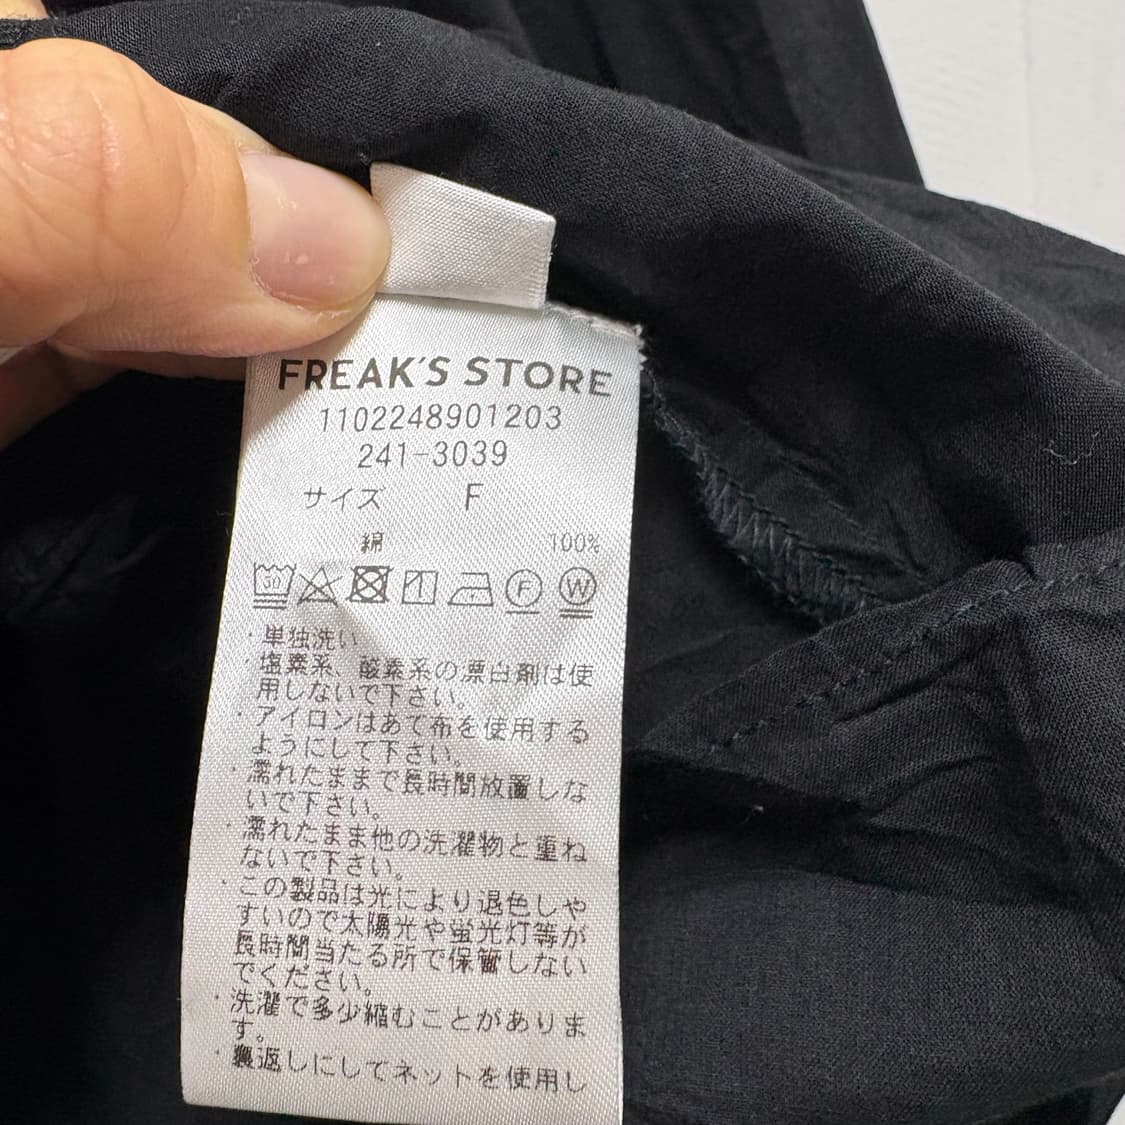 FREAK'S STORE
1102248901203
241-3039
サイズ F
綿 100%
30 F W
・単独洗い
・塩素系、酸素系の漂白剤は使
用しないで下さい。
・アイロンはあて布を使用する
ようにして下さい。
・濡れたままで長時間放置しな
いで下さい。
・濡れたまま他の洗濯物と重ね
ないで下さい。
・この製品は光により退色しや
すいので太陽光や蛍光灯等が
長時間当たる所で保管しない
でください。
・洗濯で多少縮むことがありま
す。
・裏返しにしてネットを使用し